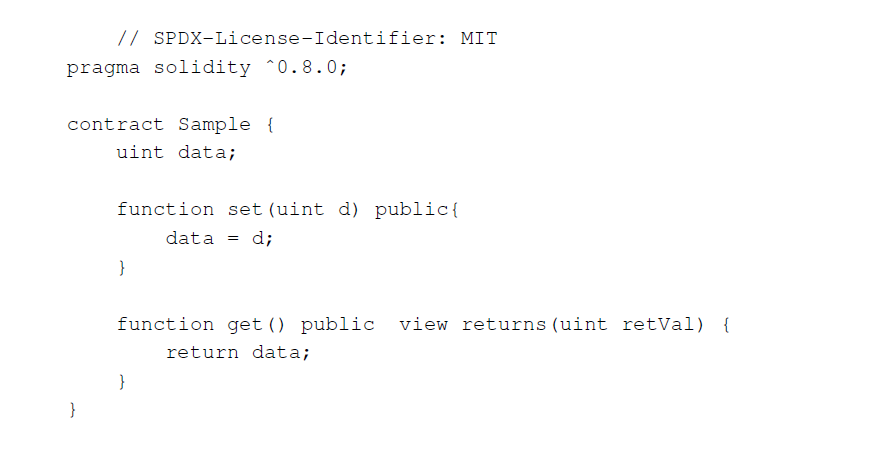 // SPDX-License-Identifier: MIT
pragma solidity ^0.8.0;
contract Sample {
uint data;
function set(uint d) public{
data = d;
}
function get() public  view returns(uint retVal) {
return data;
}
}